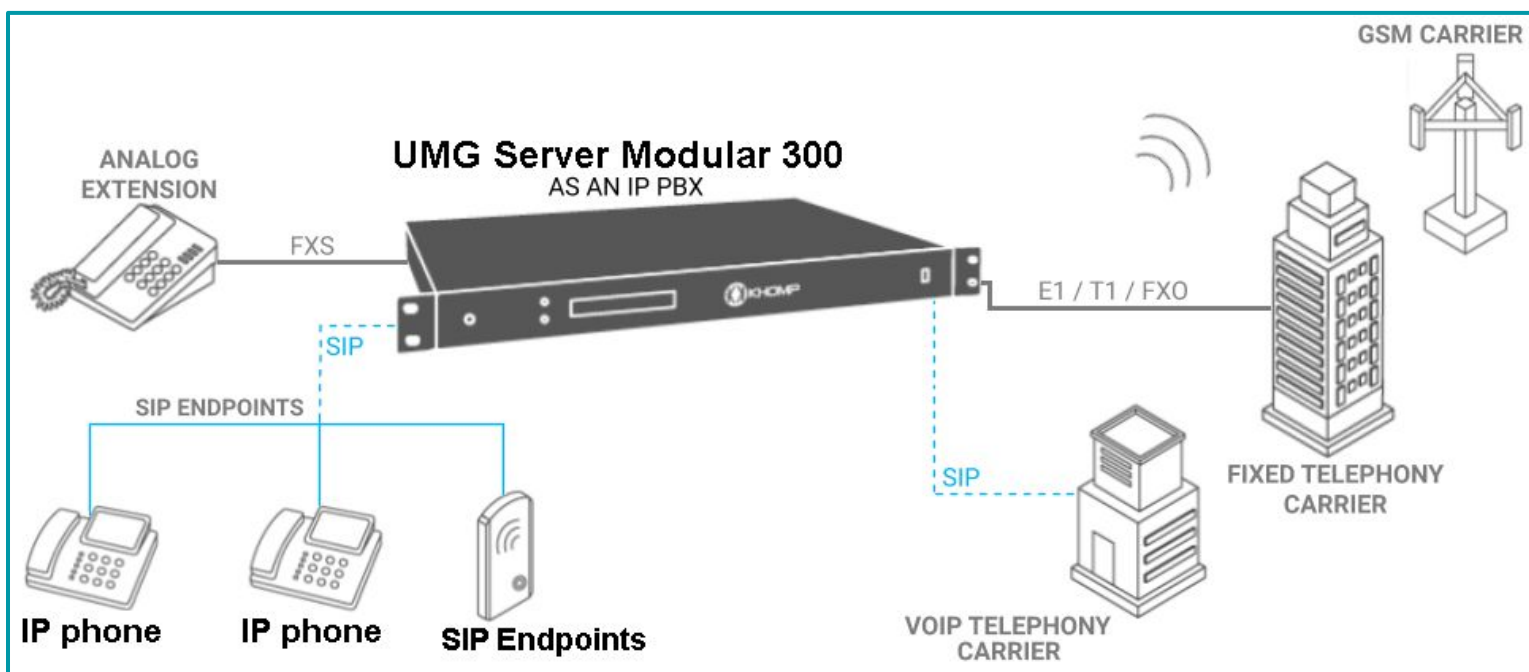 GSM CARRIER
UMG Server Modular 300
AS AN IP PBX
ANALOG
EXTENSION
FXS
KHOMP
E1 / T1 / FXO
SIP
SIP ENDPOINTS
SIP
FIXED TELEPHONY
CARRIER
IP phone
IP phone
SIP Endpoints
VOIP TELEPHONY
CARRIER